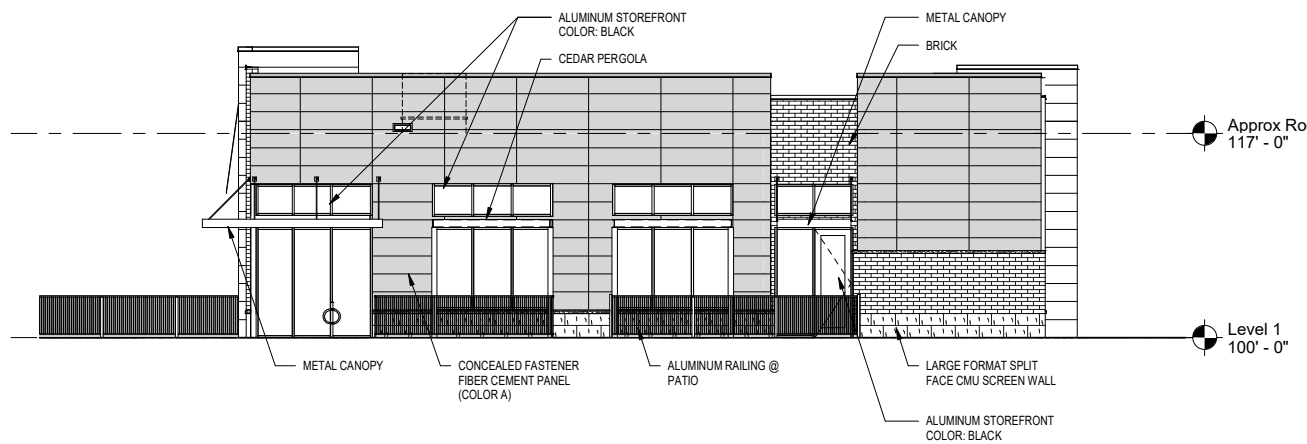 ALUMINUM STOREFRONT
COLOR: BLACK
CEDAR PERGOLA
METAL CANOPY
BRICK
Approx Ro
117' - 0"
Level 1
100' - 0"
METAL CANOPY
CONCEALED FASTENER
FIBER CEMENT PANEL
(COLOR A)
ALUMINUM RAILING @
PATIO
LARGE FORMAT SPLIT
FACE CMU SCREEN WALL
ALUMINUM STOREFRONT
COLOR: BLACK